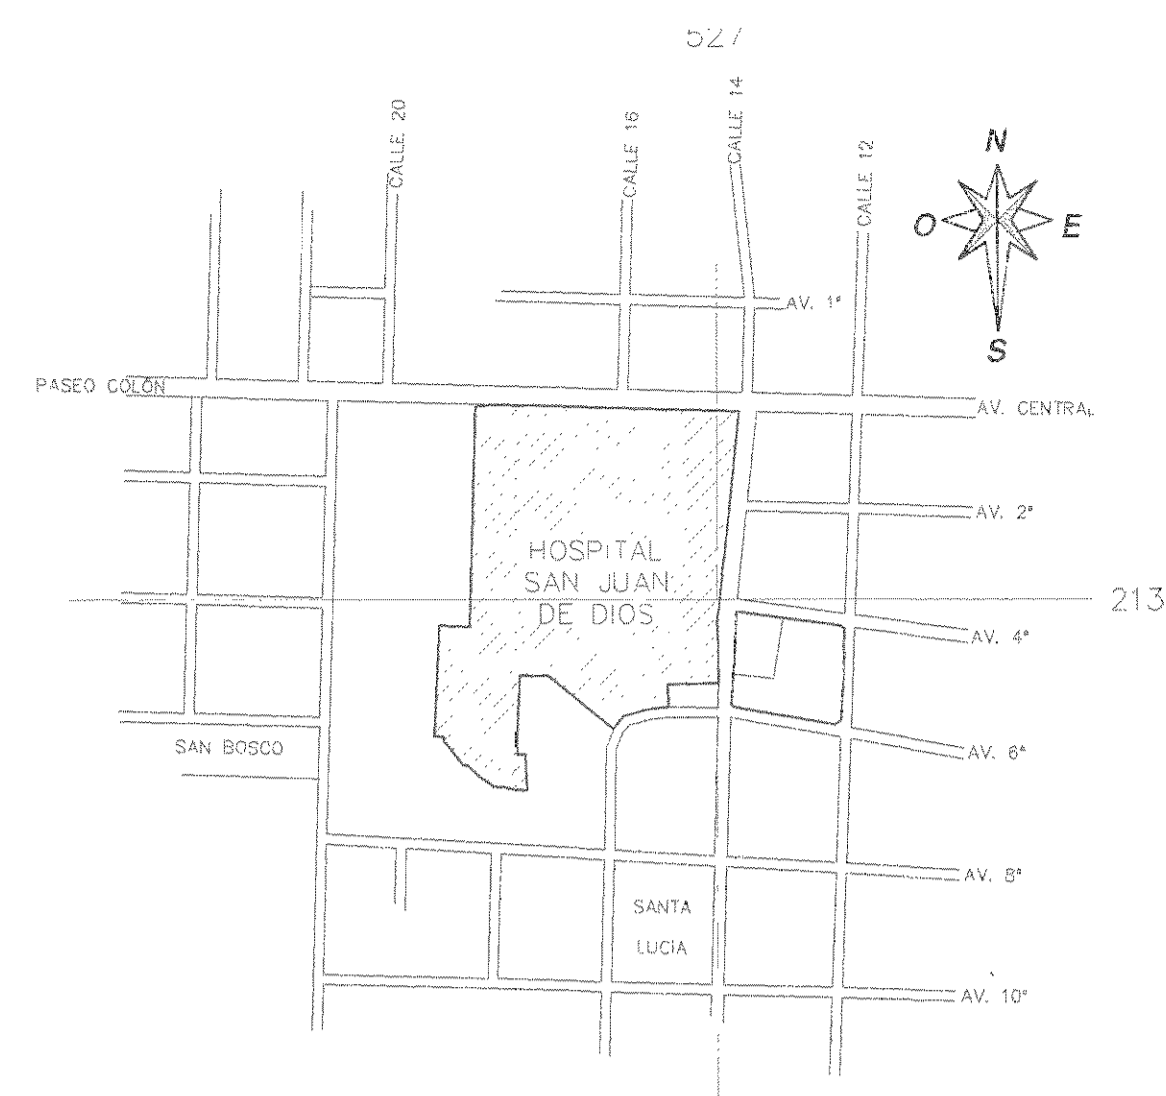 527
CALLE 20
CALLE 16
CALLE 14
CALLE 12
N
O
E
S
AV. 1ª
PASEO COLÓN
AV. CENTRAL
AV. 2ª
HOSPITAL
SAN JUAN
DE DIOS
213
AV. 4ª
SAN BOSCO
AV. 6ª
AV. 8ª
SANTA
LUCÍA
AV. 10ª